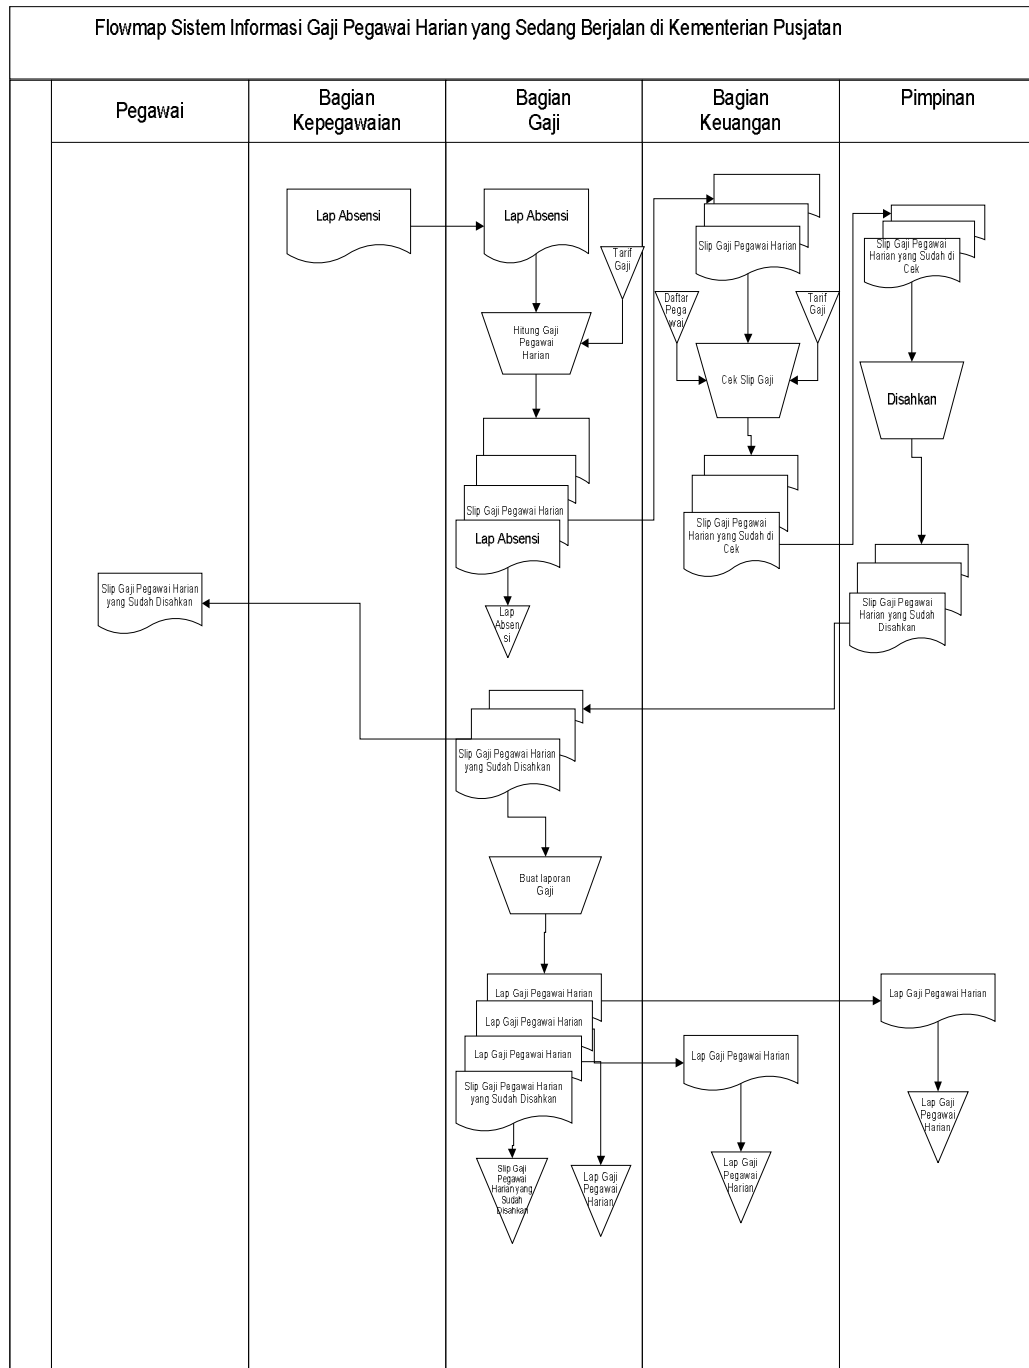 Flowmap Sistem Informasi Gaji Pegawai Harian yang Sedang Berjalan di Kementerian Pusjatan
Pegawai
Bagian
Kepegawaian
Bagian
Gaji
Bagian
Keuangan
Pimpinan
Lap Absensi
Lap Absensi
Tarif
Gaji
Hitung Gaji
Pegawai
Harian
Slip Gaji Pegawai Harian
Lap Absensi
Lap
Absen
si
Slip Gaji Pegawai Harian
Daftar
Pega
wai
Tarif
Gaji
Cek Slip Gaji
Slip Gaji Pegawai
Harian yang Sudah di
Cek
Slip Gaji Pegawai
Harian yang Sudah di
Cek
Disahkan
Slip Gaji Pegawai
Harian yang Sudah
Disahkan
Slip Gaji Pegawai Harian
yang Sudah Disahkan
Slip Gaji Pegawai Harian
yang Sudah Disahkan
Buat laporan
Gaji
Lap Gaji Pegawai Harian
Lap Gaji Pegawai Harian
Lap Gaji Pegawai Harian
Slip Gaji Pegawai Harian
yang Sudah Disahkan
Slip Gaji
Pegawai
Harian yang
Sudah
Disahkan
Lap Gaji
Pegawai
Harian
Lap Gaji Pegawai Harian
Lap Gaji
Pegawai
Harian
Lap Gaji Pegawai Harian
Lap Gaji
Pegawai
Harian